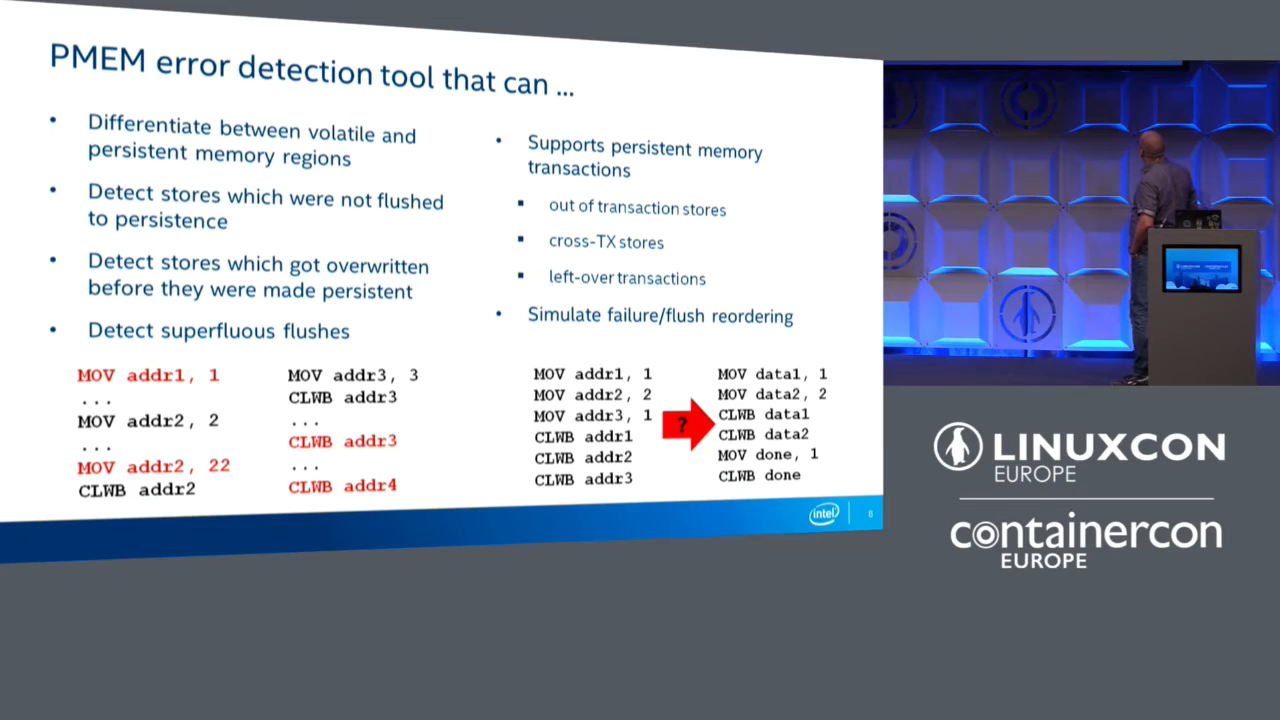 PMEM error detection tool that can ...
• Differentiate between volatile and
persistent memory regions
• Detect stores which were not flushed
to persistence
• Detect stores which got overwritten
before they were made persistent
• Detect superfluous flushes
• Supports persistent memory
transactions
▪ out of transaction stores
▪ cross-TX stores
▪ left-over transactions
• Simulate failure/flush reordering
MOV addr1, 1
...
MOV addr2, 2
...
MOV addr2, 22
CLWB addr2
MOV addr3, 3
CLWB addr3
...
CLWB addr3
...
CLWB addr4
MOV addr1, 1
MOV addr2, 2
MOV addr3, 1
CLWB addr1
CLWB addr2
CLWB addr3
?
MOV data1, 1
MOV data2, 2
CLWB data1
CLWB data2
MOV done, 1
CLWB done
intel
8
LINUXCON
EUROPE
containercon
EUROPE